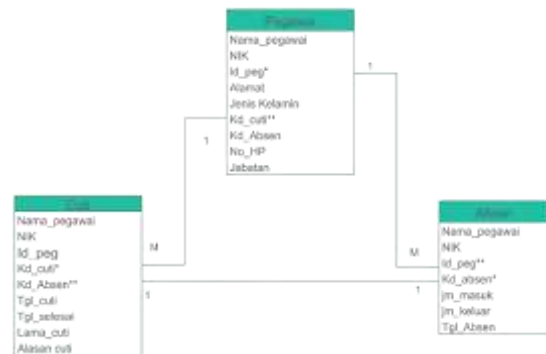 Pegawai
Nama_pegawai
NIK
Id_peg*
Alamat
Jenis Kelamin
Kd_cuti**
Kd_Absen
No_HP
Jabatan
1
1
Cuti
Nama_pegawai
NIK
Id_peg
Kd_cuti*
Kd_Absen**
Tgl_cuti
Tgl_selesai
Lama_cuti
Alasan cuti
M
1
Absen
Nama_pegawai
NIK
Id_peg**
Kd_absen*
jm_masuk
jm_keluar
Tgl_Absen
M
1